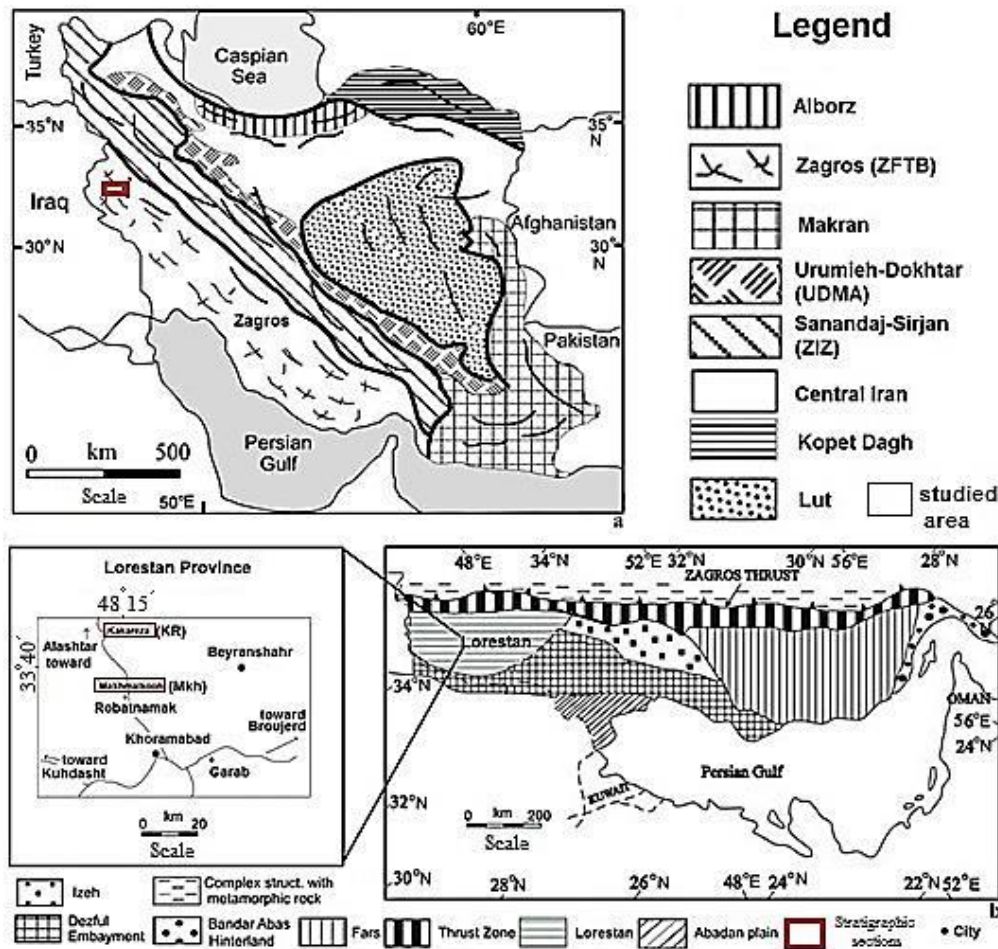 Legend
Turkey
Caspian
Sea
60°E
35°
N
35°
N
Iraq
Afghanistan
30°N
30°
N
Zagros
Pakistan
0 km 500
Scale
Persian
Gulf
50°E
a
Alborz
Zagros (ZFTB)
Makran
Urumieh-Dokhtar
(UDMA)
Sanandaj-Sirjan
(ZIZ)
Central Iran
Kopet Dagh
Lut
studied
area
Lorestan Province
48 15
33 40
Kakareza (KR)
Alashtar
toward
Beyranshahr
(Mkh)
Robatnamak
toward
Broujerd
Khoramabad
toward
Kuhdasht
Garab
km
0 20
Scale
48°E 34°N 52°E 32°N 30°N 56°E 28°N
ZAGROS THRUST
26°
Lorestan
34°N
OMAN
56°E
24°N
Persian Gulf
KUWAIT
32°N
km
0 200
Scale
30°N
28°N 26°N 48°E 24°N 22°N 52°E
b
Izeh
Complex struct. with
metamorphic rock
Dezful
Embayment
Bandar Abas
Hinterland
Fars
Thrust Zone
Lorestan
Abadan plain
Stratigraphic
sections
City